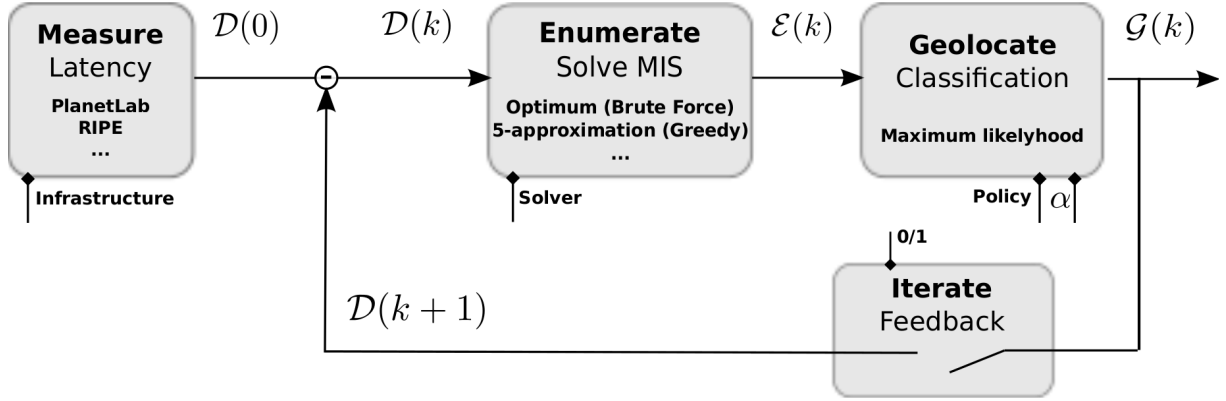 Measure
Latency
PlanetLab
RIPE
...
Infrastructure
𝒟(0)
𝒟(k)
-
Enumerate
Solve MIS
Optimum (Brute Force)
5-approximation (Greedy)
...
Solver
ℰ(k)
Geolocate
Classification
Maximum likelyhood
Policy α
𝒢(k)
0/1
Iterate
Feedback
𝒟(k + 1)